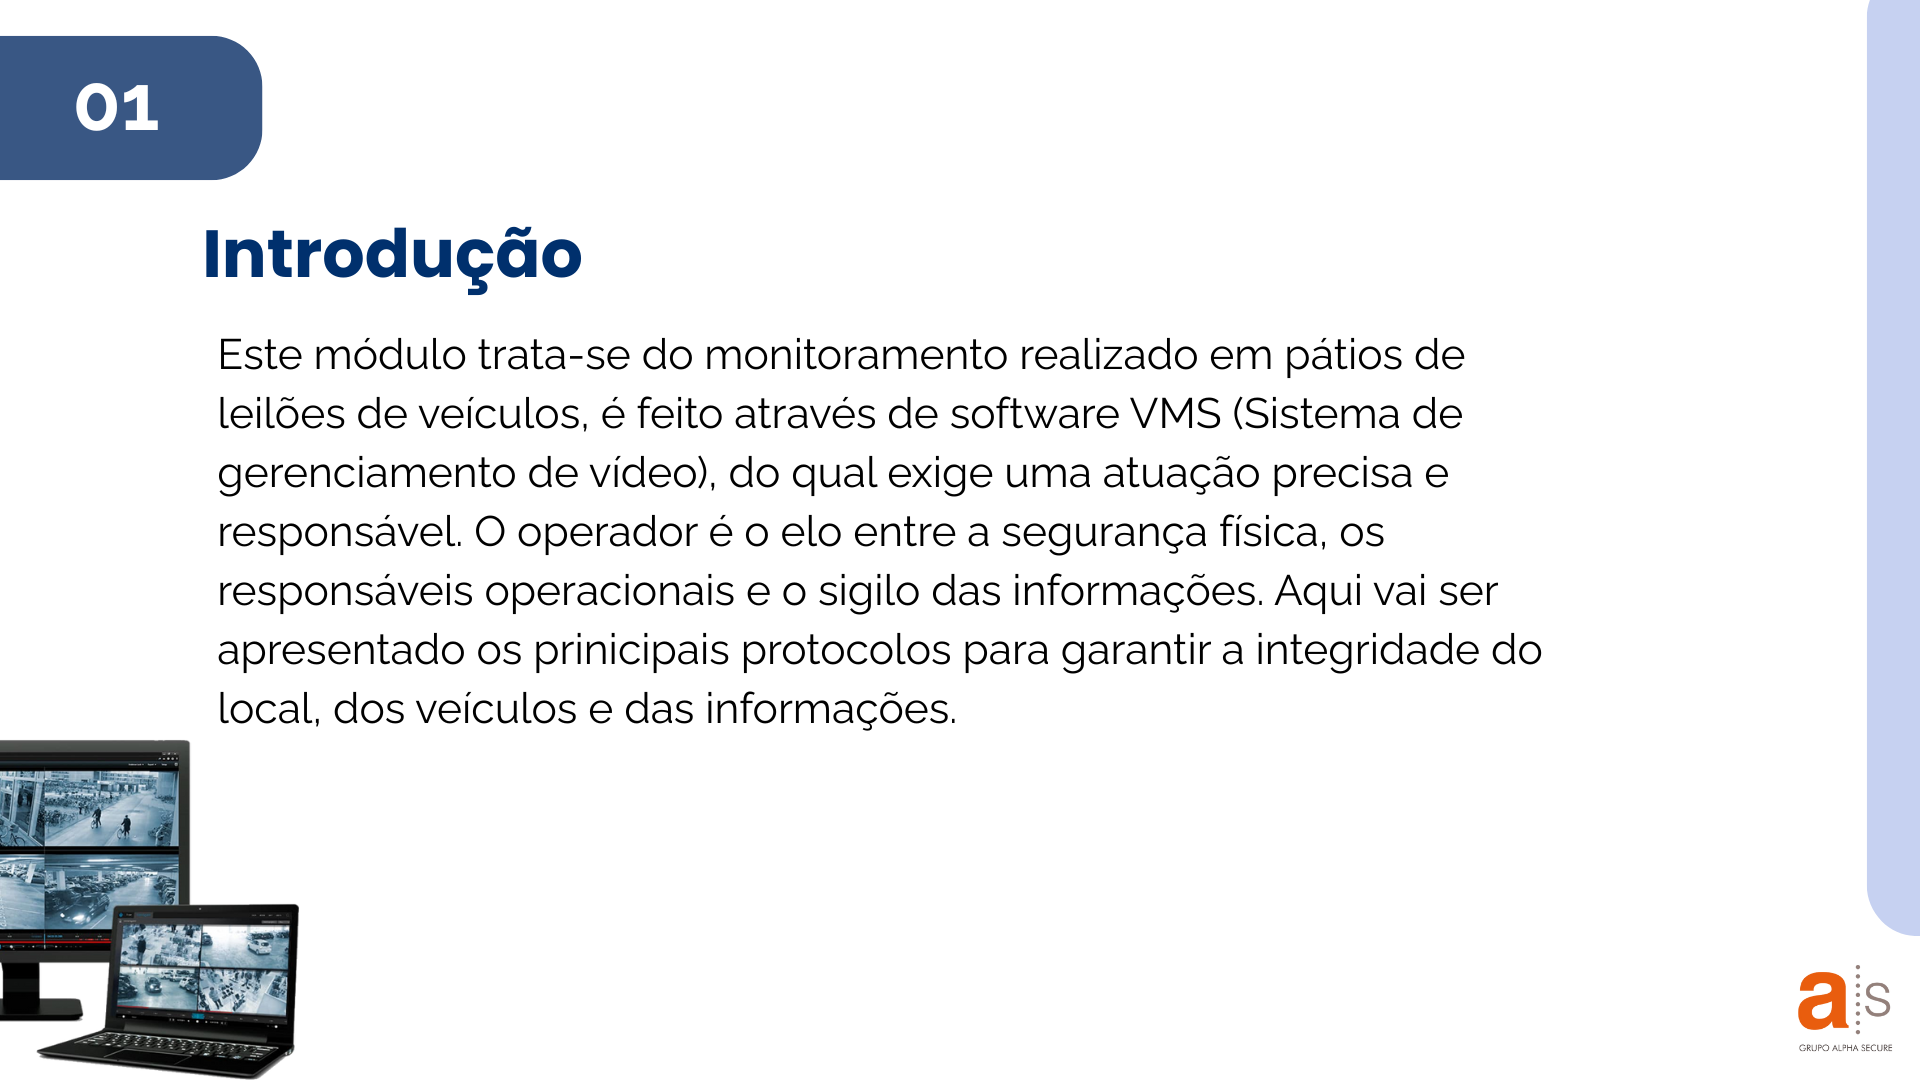 01
Introdução
Este módulo trata-se do monitoramento realizado em pátios de
leilões de veículos, é feito através de software VMS (Sistema de
gerenciamento de vídeo), do qual exige uma atuação precisa e
responsável. O operador é o elo entre a segurança física, os
responsáveis operacionais e o sigilo das informações. Aqui vai ser
apresentado os prinicipais protocolos para garantir a integridade do
local, dos veículos e das informações.
a S
GRUPO ALPHA SECURE